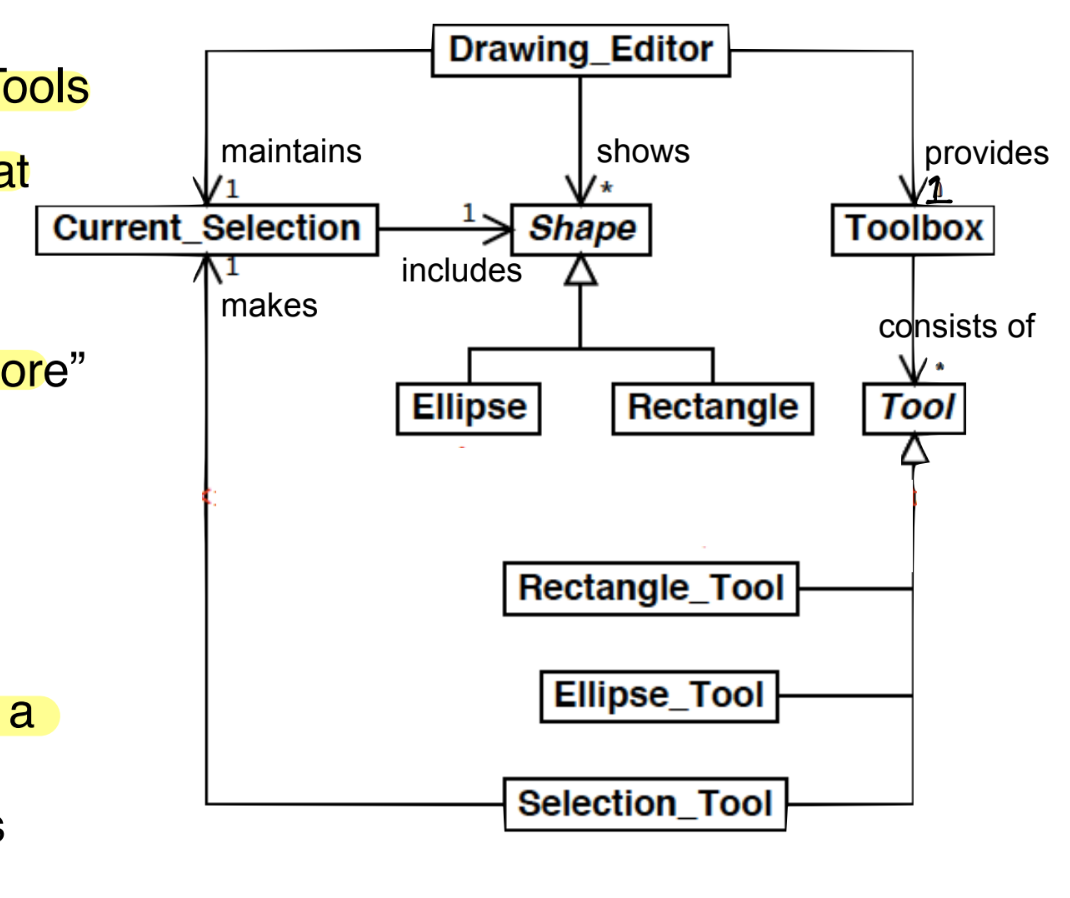 Drawing_Editor
Tools
maintains
shows
provides
at
1
*
1
Current_Selection
1
Shape
Toolbox
1
includes
makes
consists of
*
ore”
Ellipse
Rectangle
Tool
Rectangle_Tool
Ellipse_Tool
a
Selection_Tool
s